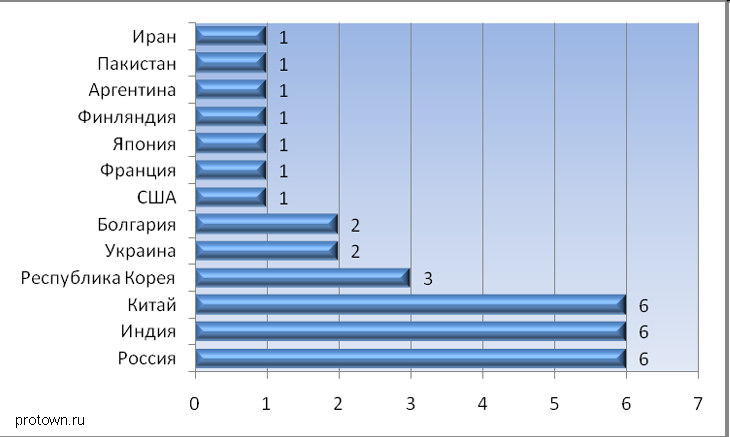 Иран 1
Пакистан 1
Аргентина 1
Финляндия 1
Япония 1
Франция 1
США 1
Болгария 2
Украина 2
Республика Корея 3
Китай 6
Индия 6
Россия 6
0 1 2 3 4 5 6 7
protown.ru